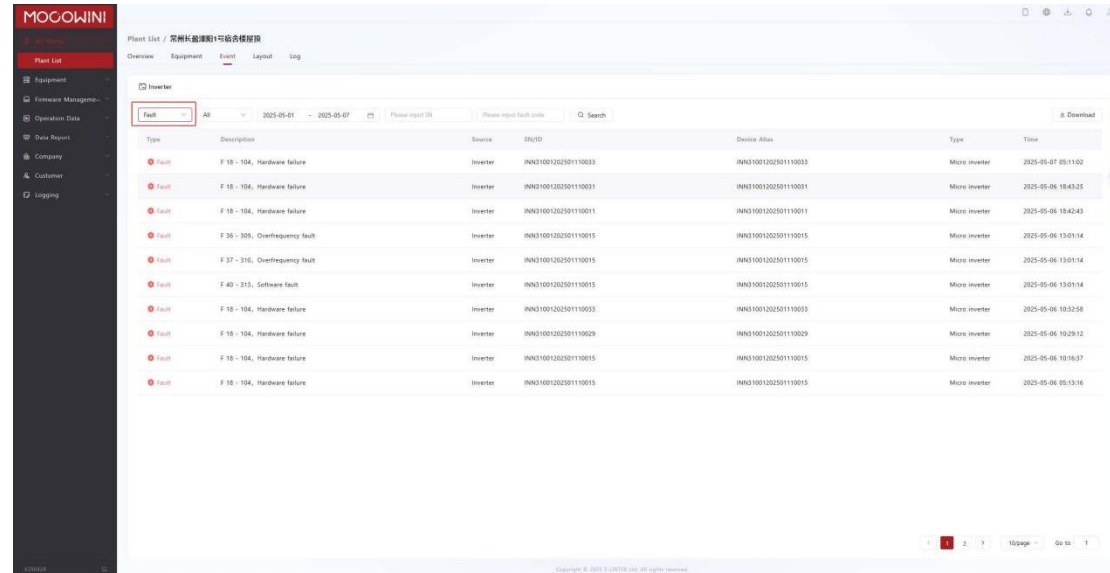 MOCOWINI
Plant List / 常州长盈溧阳1号宿舍楼屋顶
Overview Equipment Event Layout Log
Plant List
Equipment
Firmware Manageme...
Operation Data
Data Report
Company
Customer
Logging
Inverter
Fault All 2025-05-01 - 2025-05-07 Please input SN Please input fault code Search Download
Type Description Source SN/ID Device Alias Type Time
Fault F 18 - 104, Hardware failure Inverter INN31001202501110033 INN31001202501110033 Micro inverter 2025-05-07 05:11:02
Fault F 18 - 104, Hardware failure Inverter INN31001202501110031 INN31001202501110031 Micro inverter 2025-05-06 18:43:25
Fault F 18 - 104, Hardware failure Inverter INN31001202501110011 INN31001202501110011 Micro inverter 2025-05-06 18:42:43
Fault F 36 - 309, Overfrequency fault Inverter INN31001202501110015 INN31001202501110015 Micro inverter 2025-05-06 13:01:14
Fault F 37 - 310, Overfrequency fault Inverter INN31001202501110015 INN31001202501110015 Micro inverter 2025-05-06 13:01:14
Fault F 40 - 313, Software fault Inverter INN31001202501110015 INN31001202501110015 Micro inverter 2025-05-06 13:01:14
Fault F 18 - 104, Hardware failure Inverter INN31001202501110033 INN31001202501110033 Micro inverter 2025-05-06 10:32:58
Fault F 18 - 104, Hardware failure Inverter INN31001202501110029 INN31001202501110029 Micro inverter 2025-05-06 10:29:12
Fault F 18 - 104, Hardware failure Inverter INN31001202501110015 INN31001202501110015 Micro inverter 2025-05-06 10:16:37
Fault F 18 - 104, Hardware failure Inverter INN31001202501110015 INN31001202501110015 Micro inverter 2025-05-06 05:13:16
1 2 10/page Go to 1
Ltd. All rights reserved.